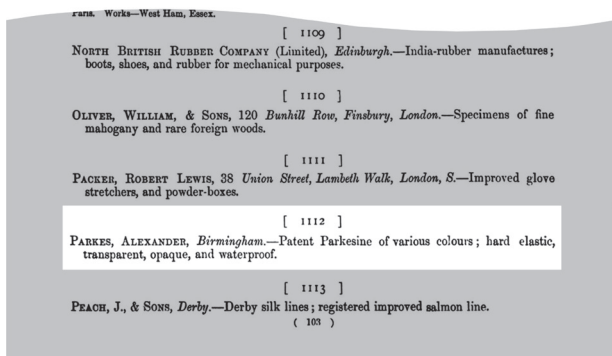 Paris. Works—West Ham, Essex.
[ 1109 ]
NORTH BRITISH RUBBER COMPANY (Limited), Edinburgh.—India-rubber manufactures;
boots, shoes, and rubber for mechanical purposes.
[ 1110 ]
OLIVER, WILLIAM, & SONS, 120 Bunhill Row, Finsbury, London.—Specimens of fine
mahogany and rare foreign woods.
[ 1111 ]
PACKER, ROBERT LEWIS, 38 Union Street, Lambeth Walk, London, S.—Improved glove
stretchers, and powder-boxes.
[ 1112 ]
PARKES, ALEXANDER, Birmingham.—Patent Parkesine of various colours; hard elastic,
transparent, opaque, and waterproof.
[ 1113 ]
PEACH, J., & SONS, Derby.—Derby silk lines; registered improved salmon line.
( 103 )